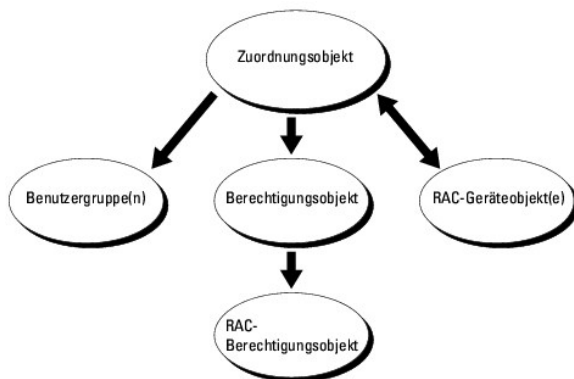 Zuordnungsobjekt
Benutzergruppe(n)
Berechtigungsobjekt
RAC-Geräteobjekt(e)
RAC-
Berechtigungsobjekt